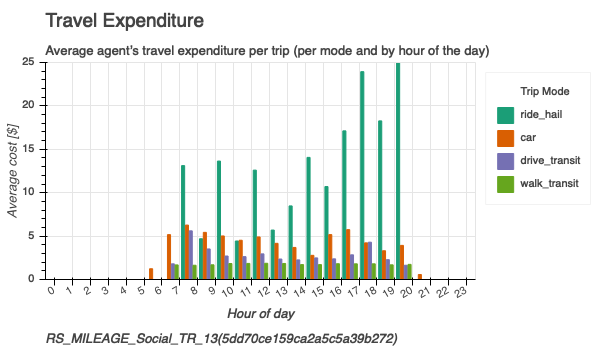 Travel Expenditure
Average agent's travel expenditure per trip (per mode and by hour of the day)
25
20
15
10
5
0
Average cost [$]
0 1 2 3 4 5 6 7 8 9 10 11 12 13 14 15 16 17 18 19 20 21 22 23
Hour of day
Trip Mode
ride_hail
car
drive_transit
walk_transit
RS_MILEAGE_Social_TR_13(5dd70ce159ca2a5c5a39b272)